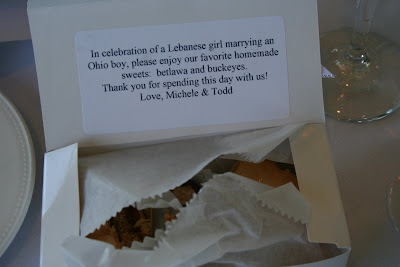 In celebration of a Lebanese girl marrying an
Ohio boy, please enjoy our favorite homemade
sweets: betlawa and buckeyes.
Thank you for spending this day with us!
Love, Michele & Todd